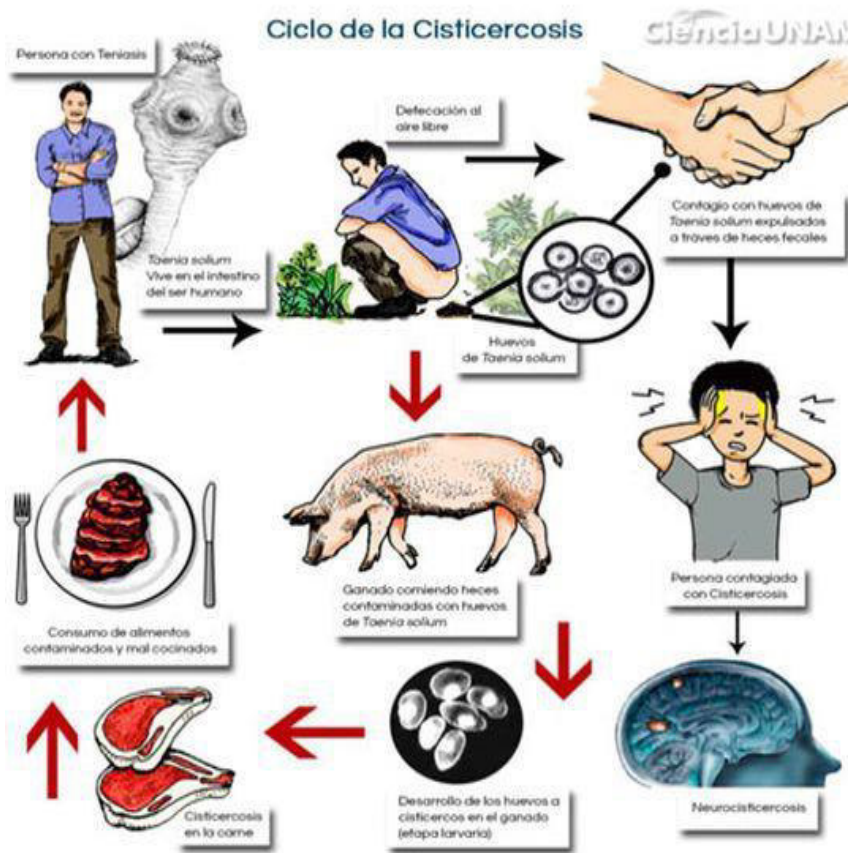 Ciclo de la Cisticercosis
CienciaUNAM
Persona con Teniasis
Defecación al
aire libre
Contagio con huevos de
Taenia solium expulsados
a través de heces fecales
Taenia solium
Vive en el intestino
del ser humano
Huevos
de Taenia solium
Ganado comiendo heces
contaminadas con huevos
de Taenia solium
Persona contagiada
con Cisticercosis
Consumo de alimentos
contaminados y mal cocinados
Cisticercosis
en la carne
Desarrollo de los huevos a
cisticercos en el ganado
(etapa larvaria)
Neurocisticercosis